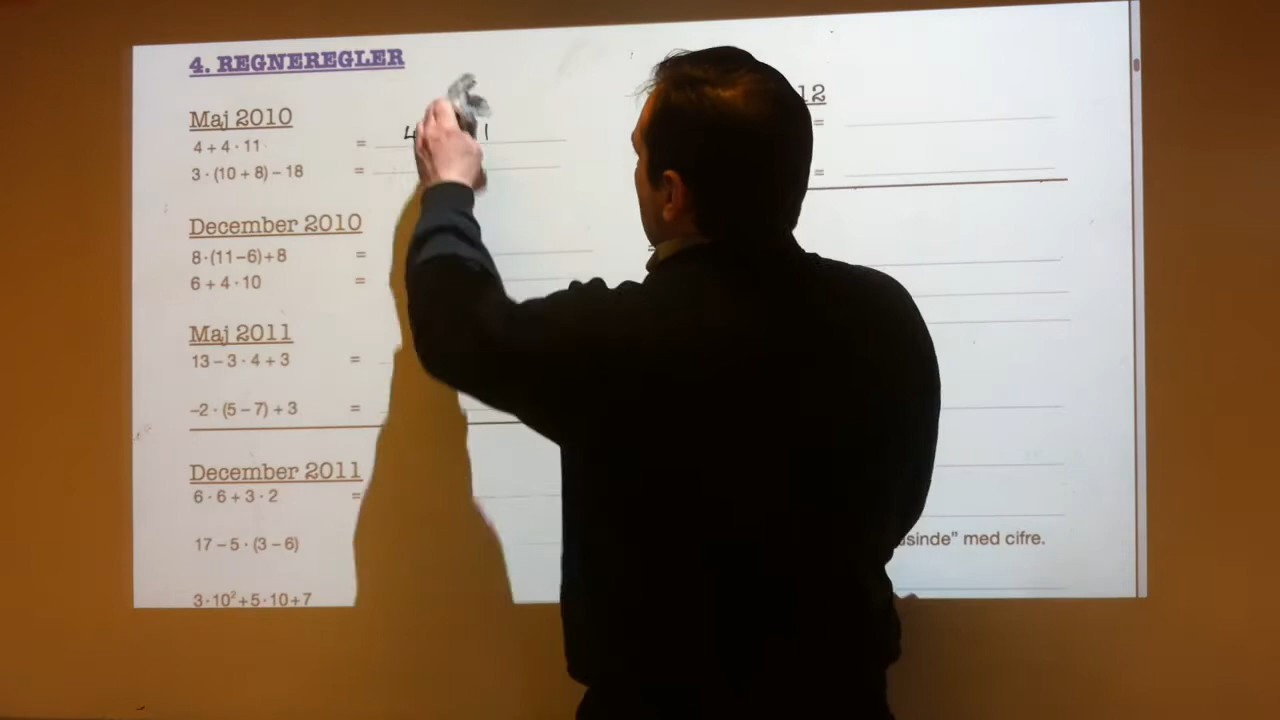 4. REGNEREGLER
Maj 2010
4 + 4 · 11 =
3 · (10 + 8) – 18 =
December 2010
8·(11–6)+8 =
6 + 4 · 10 =
Maj 2011
13 – 3 · 4 + 3 =
–2 · (5 – 7) + 3 =
December 2011
6 · 6 + 3 · 2 =
17 – 5 · (3 – 6)
3·10²+5·10+7
4
12
=
=
=
med cifre.